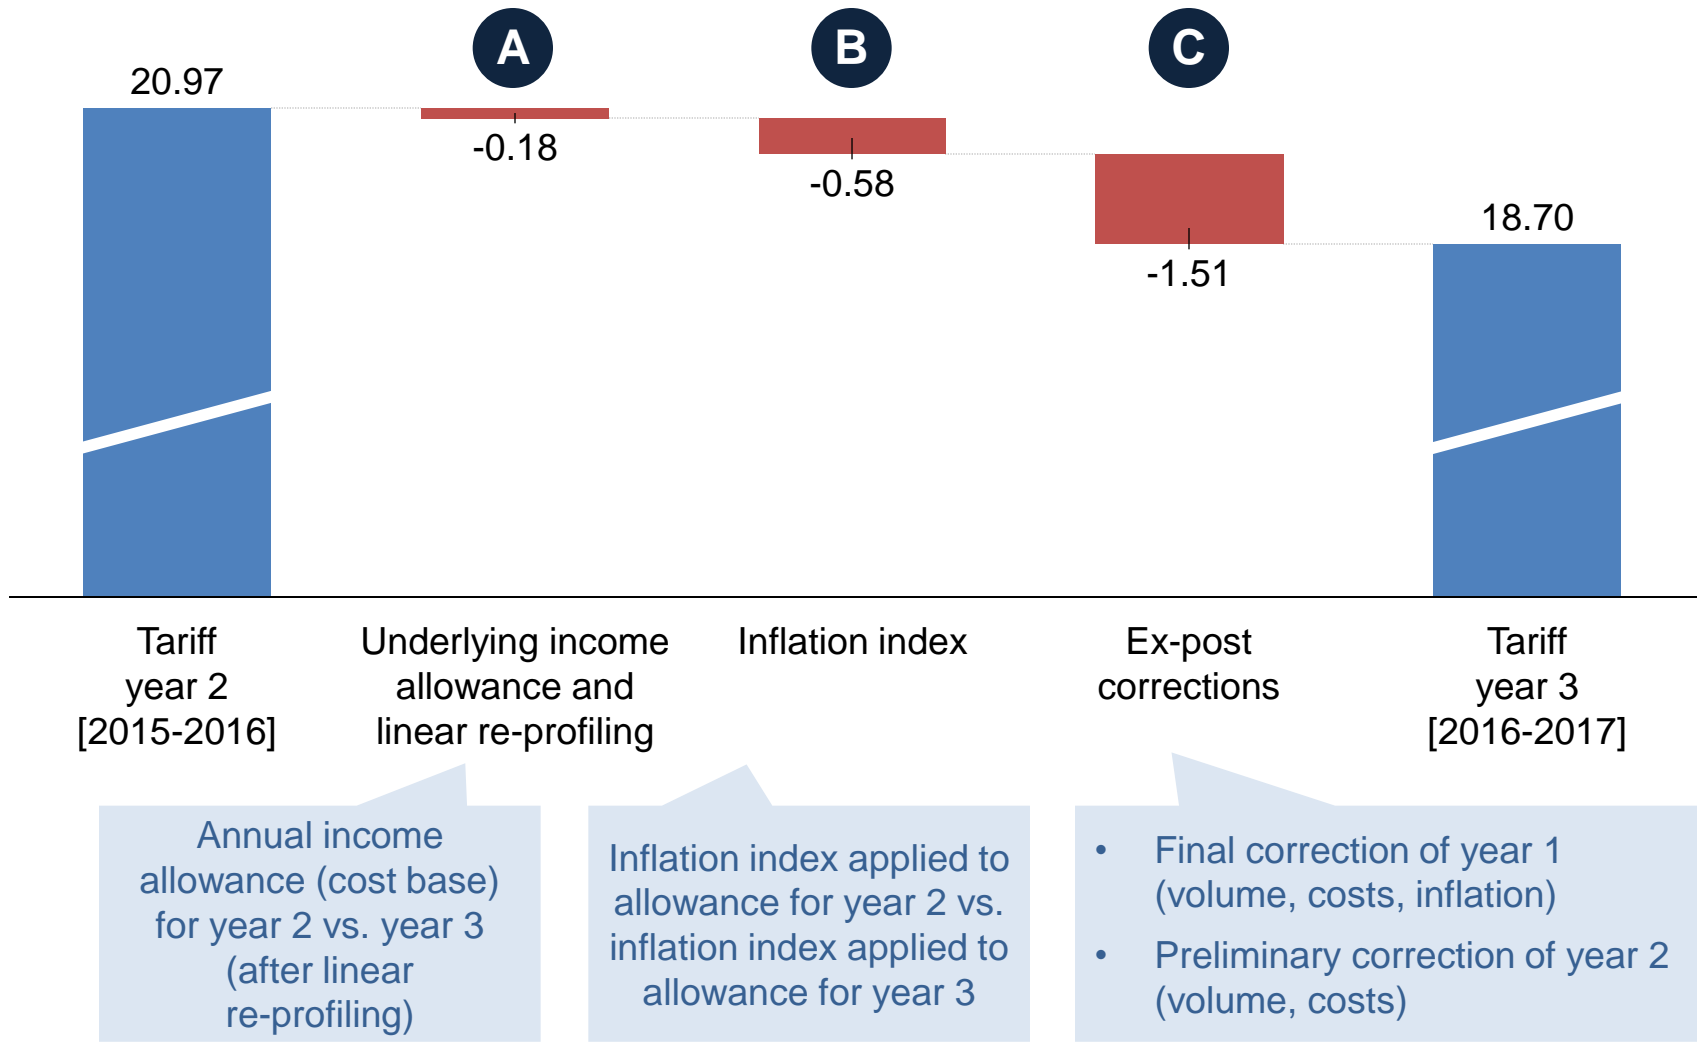 A
B
C
20.97
-0.18
-0.58
-1.51
18.70
Tariff
year 2
[2015-2016]
Underlying income
allowance and
linear re-profiling
Inflation index
Ex-post
corrections
Tariff
year 3
[2016-2017]
Annual income
allowance (cost base)
for year 2 vs. year 3
(after linear
re-profiling)
Inflation index applied to
allowance for year 2 vs.
inflation index applied to
allowance for year 3
• Final correction of year 1
(volume, costs, inflation)
• Preliminary correction of year 2
(volume, costs)